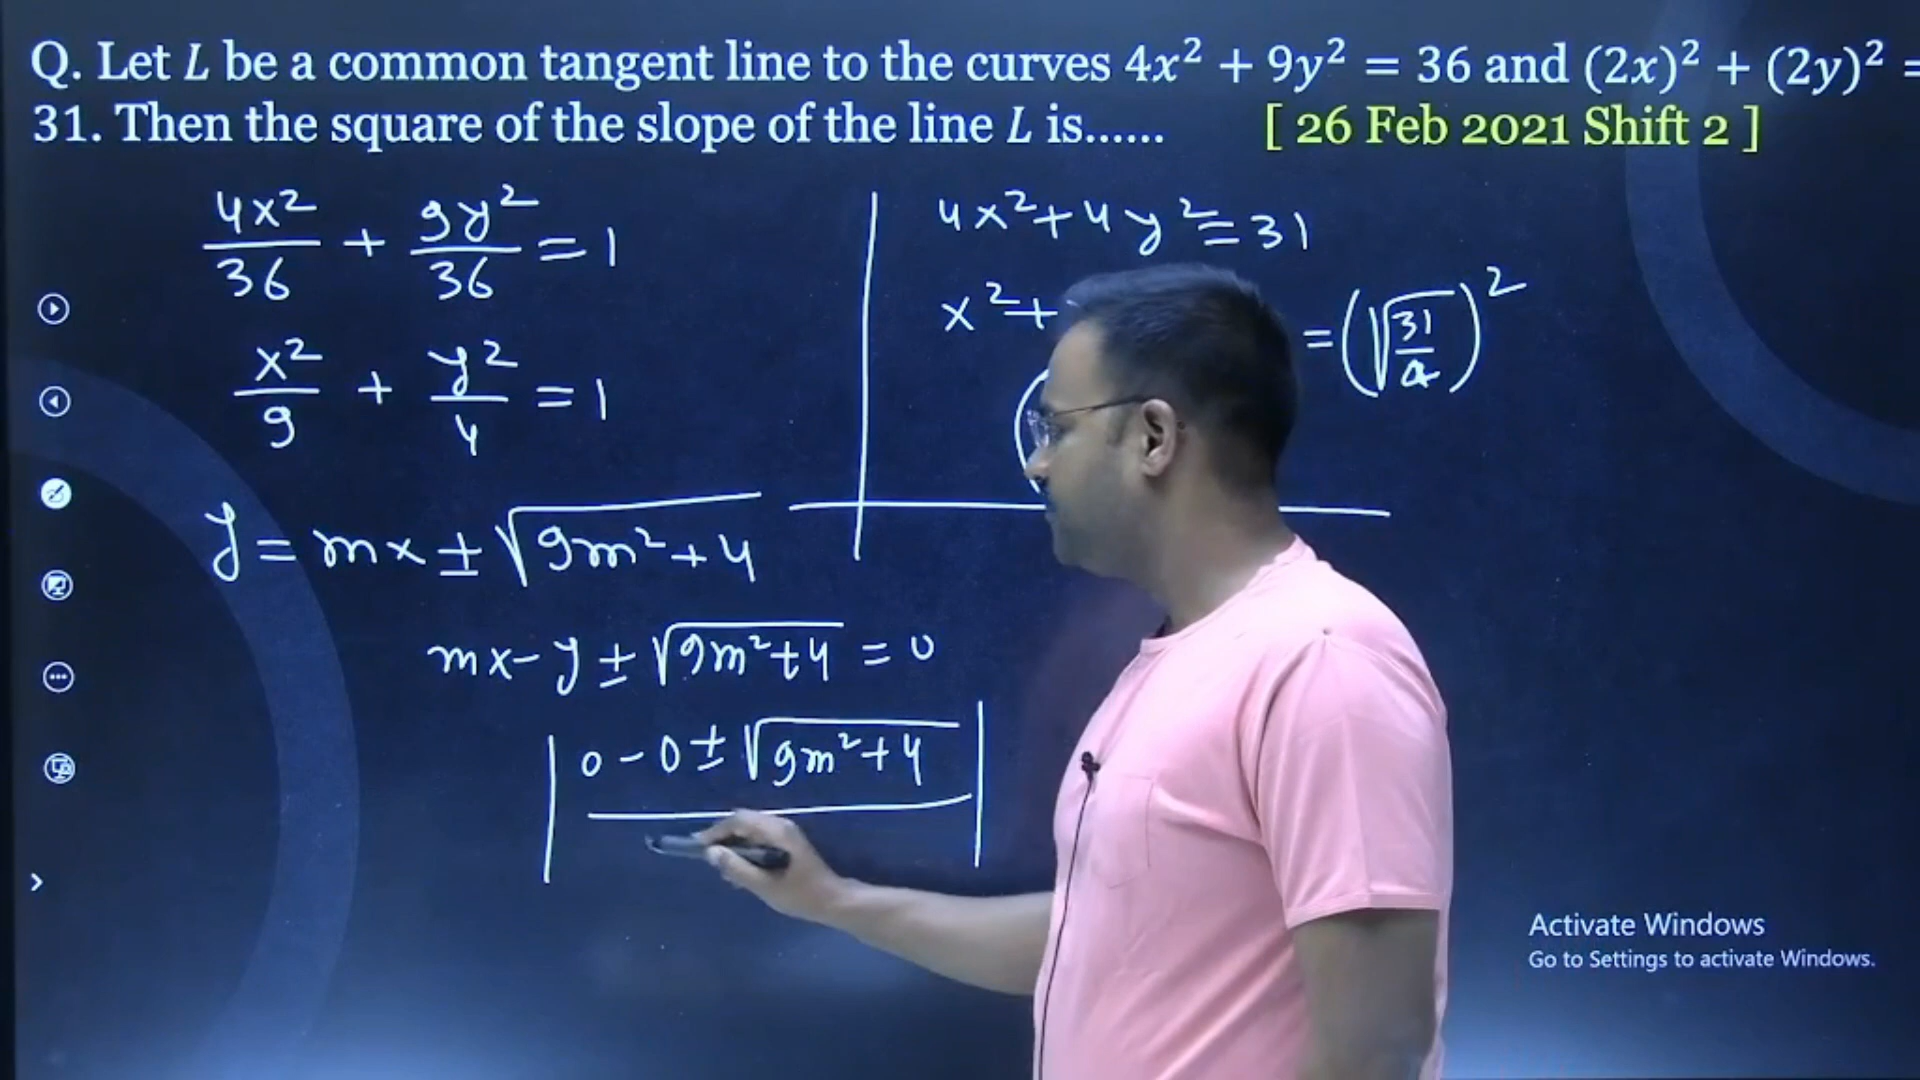 Q. Let L be a common tangent line to the curves 4x² + 9y² = 36 and (2x)² + (2y)² =
31. Then the square of the slope of the line L is...... [ 26 Feb 2021 Shift 2 ]
4x²/36 + 9y²/36 = 1
4x² + 4y² = 31
x² + = (√(31/4))²
x²/9 + y²/4 = 1
y = mx ± √(9m² + 4)
mx - y ± √(9m² + 4) = 0
| 0 - 0 ± √(9m² + 4) |
Activate Windows
Go to Settings to activate Windows.